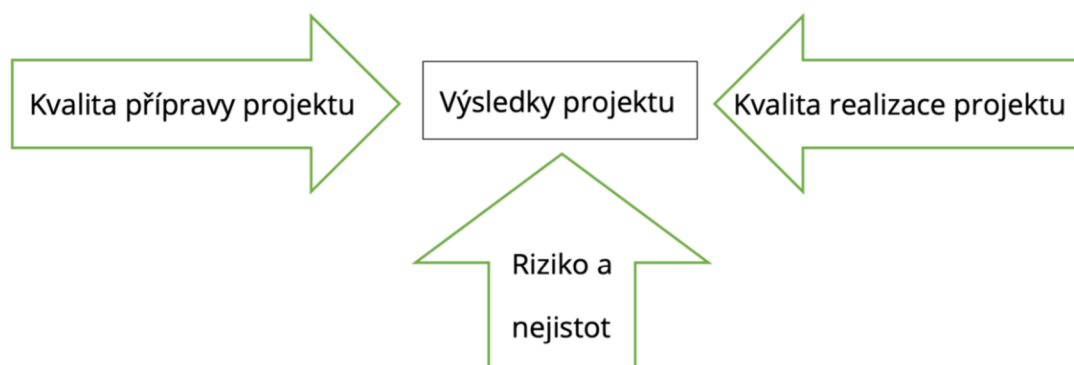 Kvalita přípravy projektu
Výsledky projektu
Kvalita realizace projektu
Riziko a
nejistot